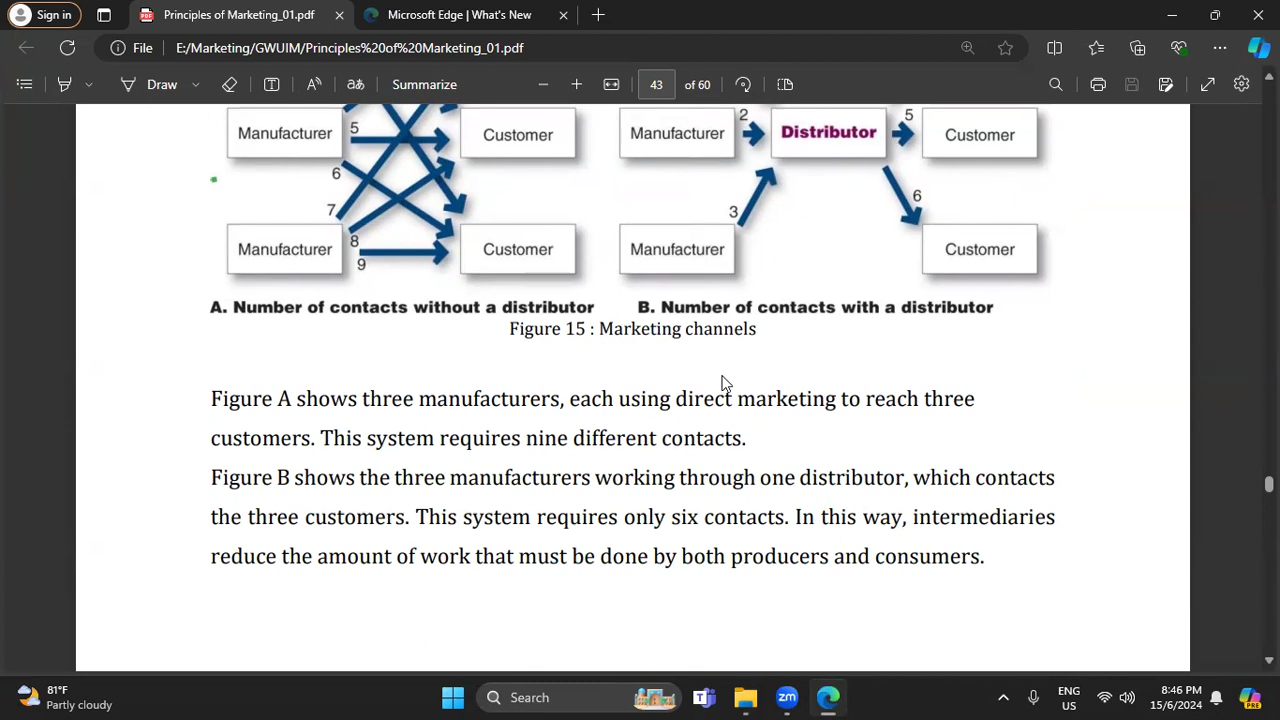 Sign in
Principles of Marketing_01.pdf
Microsoft Edge | What's New
File
E:/Marketing/GWUIM/Principles%20of%20Marketing_01.pdf
Draw
Summarize
43 of 60
Manufacturer 5 Customer
6
7
Manufacturer 8 Customer
9
A. Number of contacts without a distributor
Manufacturer 2 Distributor 5 Customer
3 6
Manufacturer Customer
B. Number of contacts with a distributor
Figure 15 : Marketing channels
Figure A shows three manufacturers, each using direct marketing to reach three
customers. This system requires nine different contacts.
Figure B shows the three manufacturers working through one distributor, which contacts
the three customers. This system requires only six contacts. In this way, intermediaries
reduce the amount of work that must be done by both producers and consumers.
81°F
Partly cloudy
Search
ENG
US
8:46 PM
15/6/2024